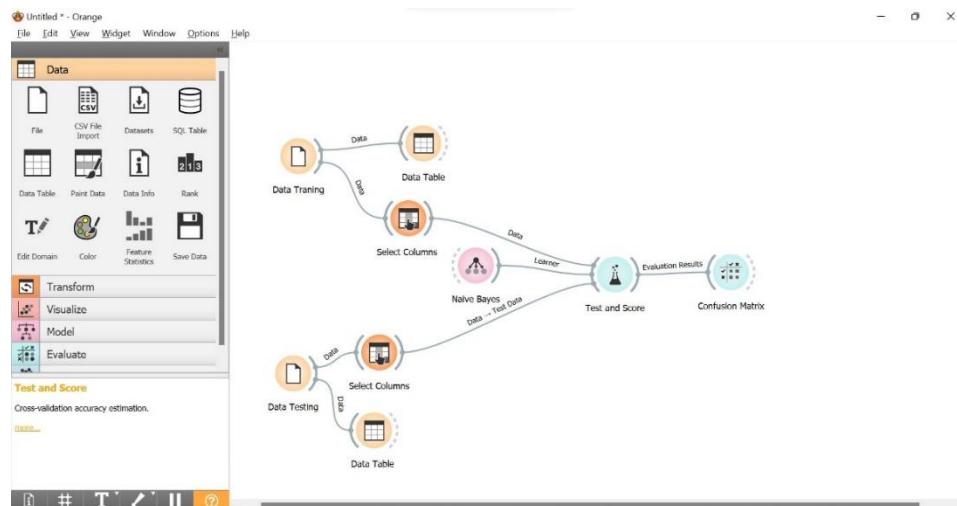 Untitled * - Orange
File Edit View Widget Window Options Help
Data
File
CSV File Import
Datasets
SQL Table
Data Table
Paint Data
Data Info
Rank
Edit Domain
Color
Feature Statistics
Save Data
Transform
Visualize
Model
Evaluate
Test and Score
Cross-validation accuracy estimation.
more...
Data Traning
Data
Data Table
Data
Select Columns
Data
Naive Bayes
Learner
Test and Score
Evaluation Results
Confusion Matrix
Data → Test Data
Data Testing
Data
Select Columns
Data
Data Table